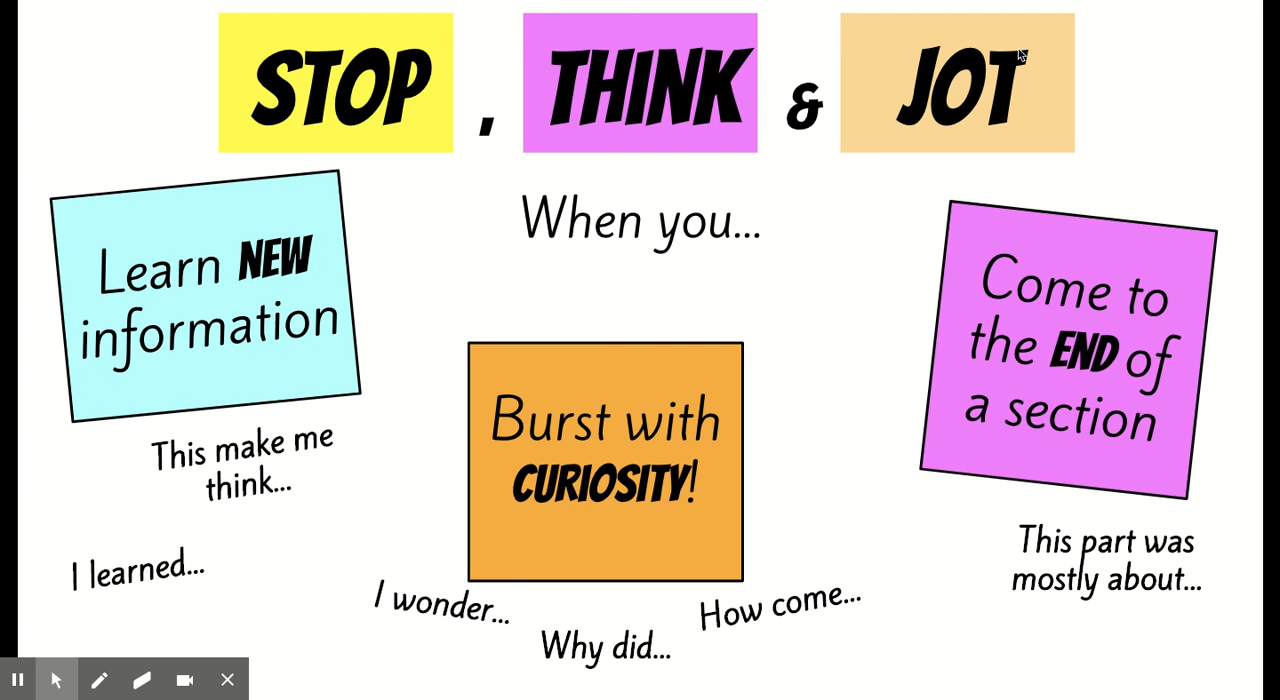 STOP , THINK & JOT
When you...
Learn NEW
information
This make me
think...
I learned...
Burst with
CURIOSITY!
I wonder...
Why did...
How come...
Come to
the END of
a section
This part was
mostly about...